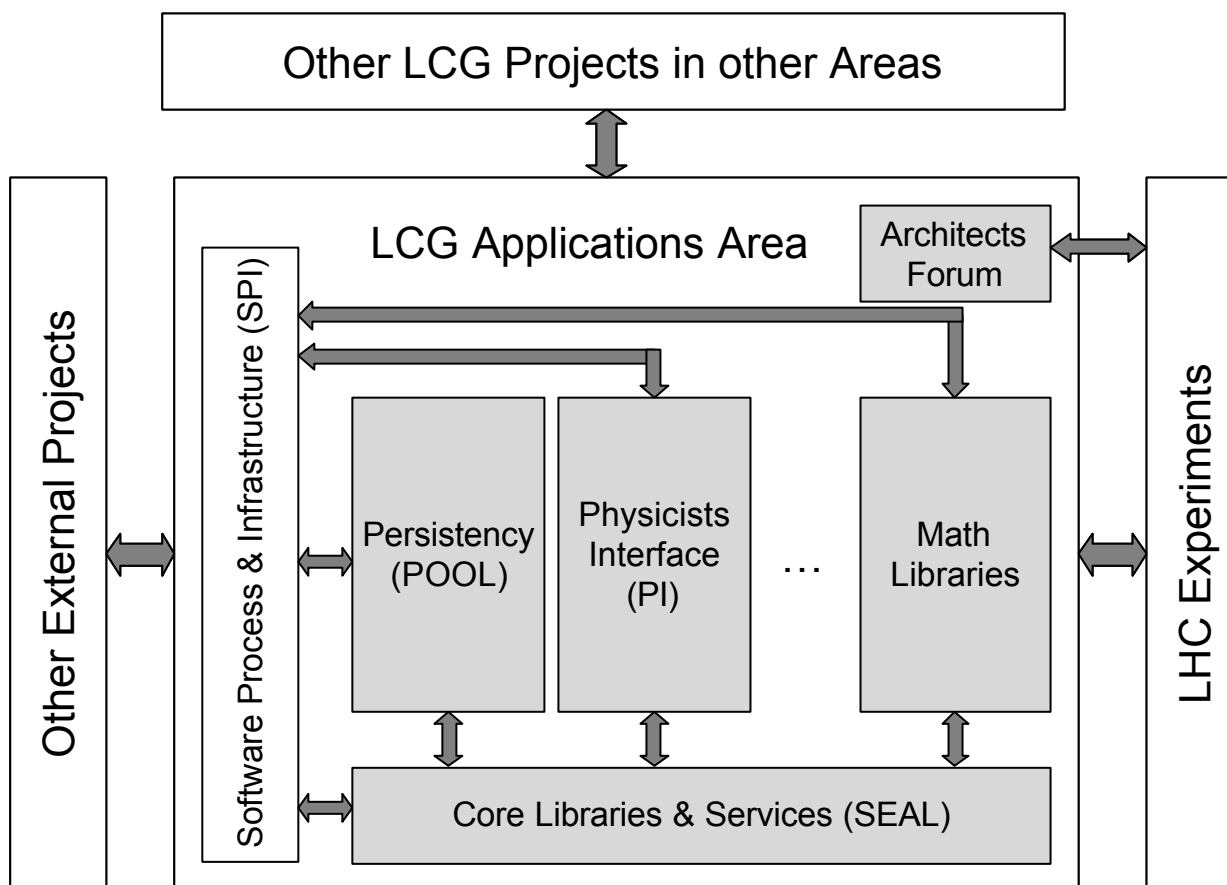 Other LCG Projects in other Areas
Other External Projects
LCG Applications Area
Architects
Forum
Software Process & Infrastructure (SPI)
Persistency
(POOL)
Physicists
Interface
(PI)
...
Math
Libraries
Core Libraries & Services (SEAL)
LHC Experiments